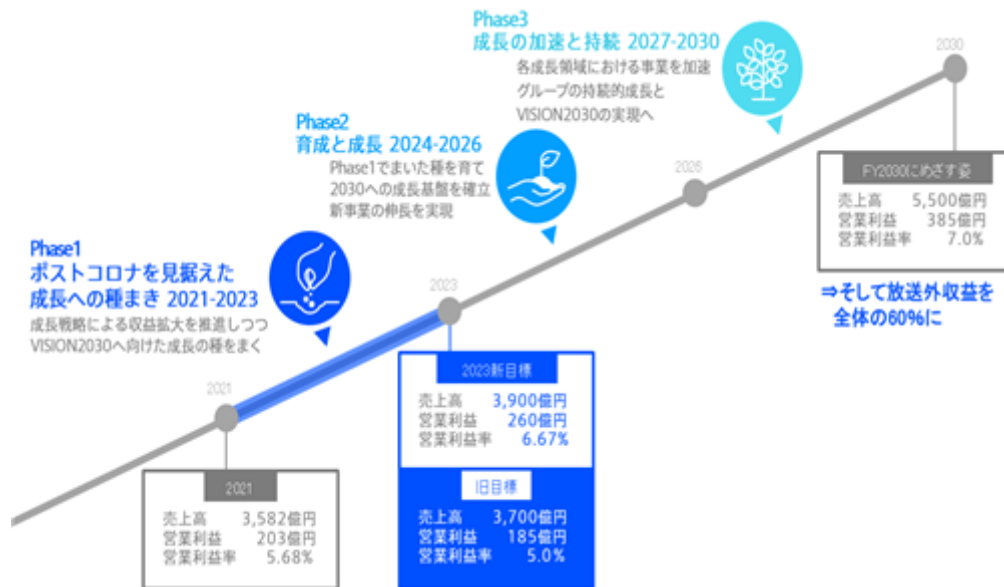 Phase3
成長の加速と持続 2027-2030
各成長領域における事業を加速
グループの持続的成長と
VISION2030の実現へ
2030
Phase2
育成と成長 2024-2026
Phase1でまいた種を育て
2030への成長基盤を確立
新事業の伸長を実現
2026
FY2030にめざす姿
売上高 5,500億円
営業利益 385億円
営業利益率 7.0%
⇒そして放送外収益を
全体の60%に
Phase1
ポストコロナを見据えた
成長への種まき 2021-2023
成長戦略による収益拡大を推進しつつ
VISION2030へ向けた成長の種をまく
2023
2023新目標
売上高 3,900億円
営業利益 260億円
営業利益率 6.67%
旧目標
売上高 3,700億円
営業利益 185億円
営業利益率 5.0%
2021
2021
売上高 3,582億円
営業利益 203億円
営業利益率 5.68%